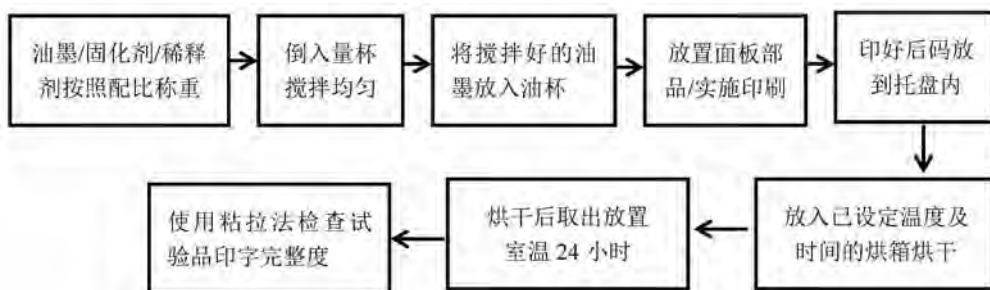 油墨/固化剂/稀释
剂按照配比称重
倒入量杯
搅拌均匀
将搅拌好的油
墨放入油杯
放置面板部
品/实施印刷
印好后码放
到托盘内
放入已设定温度及
时间的烘箱烘干
烘干后取出放置
室温 24 小时
使用粘拉法检查试
验品印字完整度